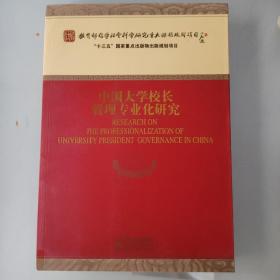 教育部哲学社会科学研究重大课题攻关项目
“十三五”国家重点出版物出版规划项目
中国大学校长
管理专业化研究
RESEARCH ON
THE PROFESSIONALIZATION OF
UNIVERSITY PRESIDENT GOVERNANCE IN CHINA